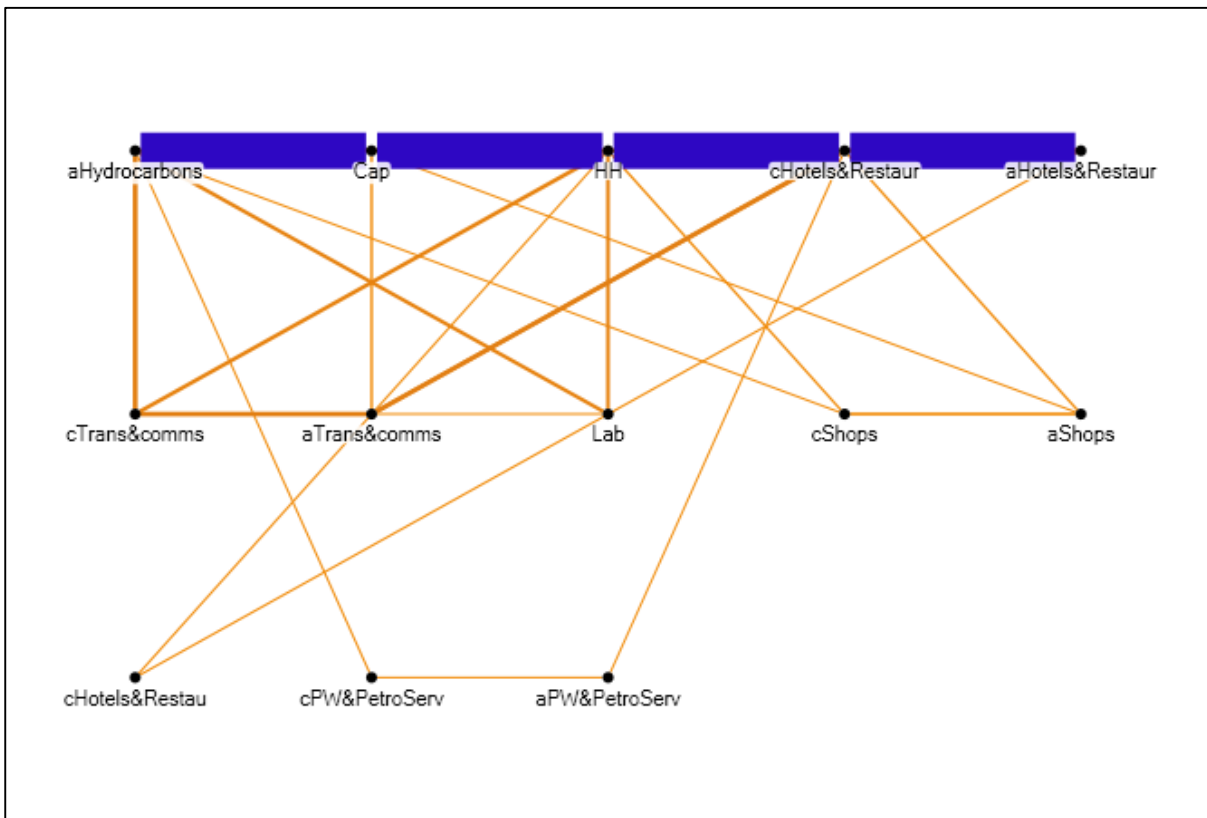 aHydrocarbons
Cap
HH
cHotels&Restaur
aHotels&Restaur
cTrans&comms
aTrans&comms
Lab
cShops
aShops
cHotels&Restau
cPW&PetroServ
aPW&PetroServ